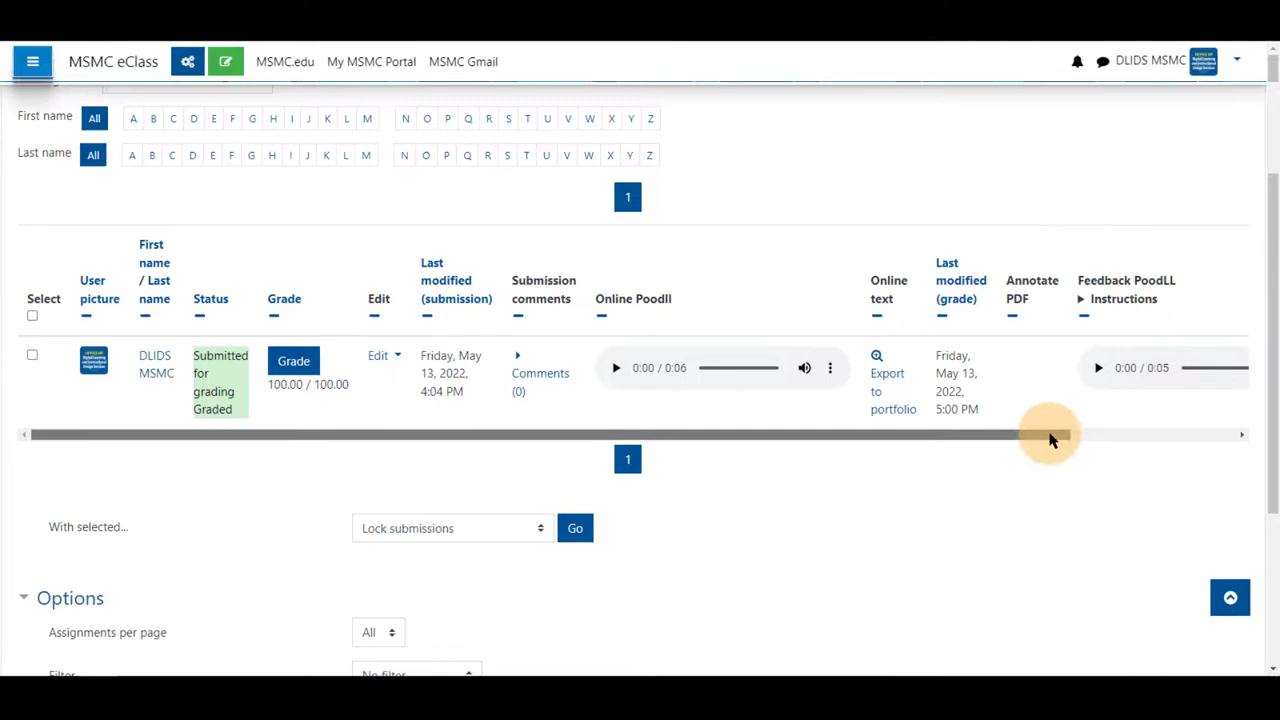 MSMC eClass MSMC.edu My MSMC Portal MSMC Gmail DLIDS MSMC
First name All A B C D E F G H I J K L M N O P Q R S T U V W X Y Z
Last name All A B C D E F G H I J K L M N O P Q R S T U V W X Y Z
1
Select
User picture
First name / Last name
Status
Grade
Edit
Last modified (submission)
Submission comments
Online Poodll
Online text
Last modified (grade)
Annotate PDF
Feedback PoodLL
Instructions
DLIDS MSMC
Submitted for grading
Graded
Grade
100.00 / 100.00
Edit
Friday, May 13, 2022, 4:04 PM
Comments (0)
0:00 / 0:06
Export to portfolio
Friday, May 13, 2022, 5:00 PM
0:00 / 0:05
1
With selected... Lock submissions Go
Options
Assignments per page All
Filter No filter